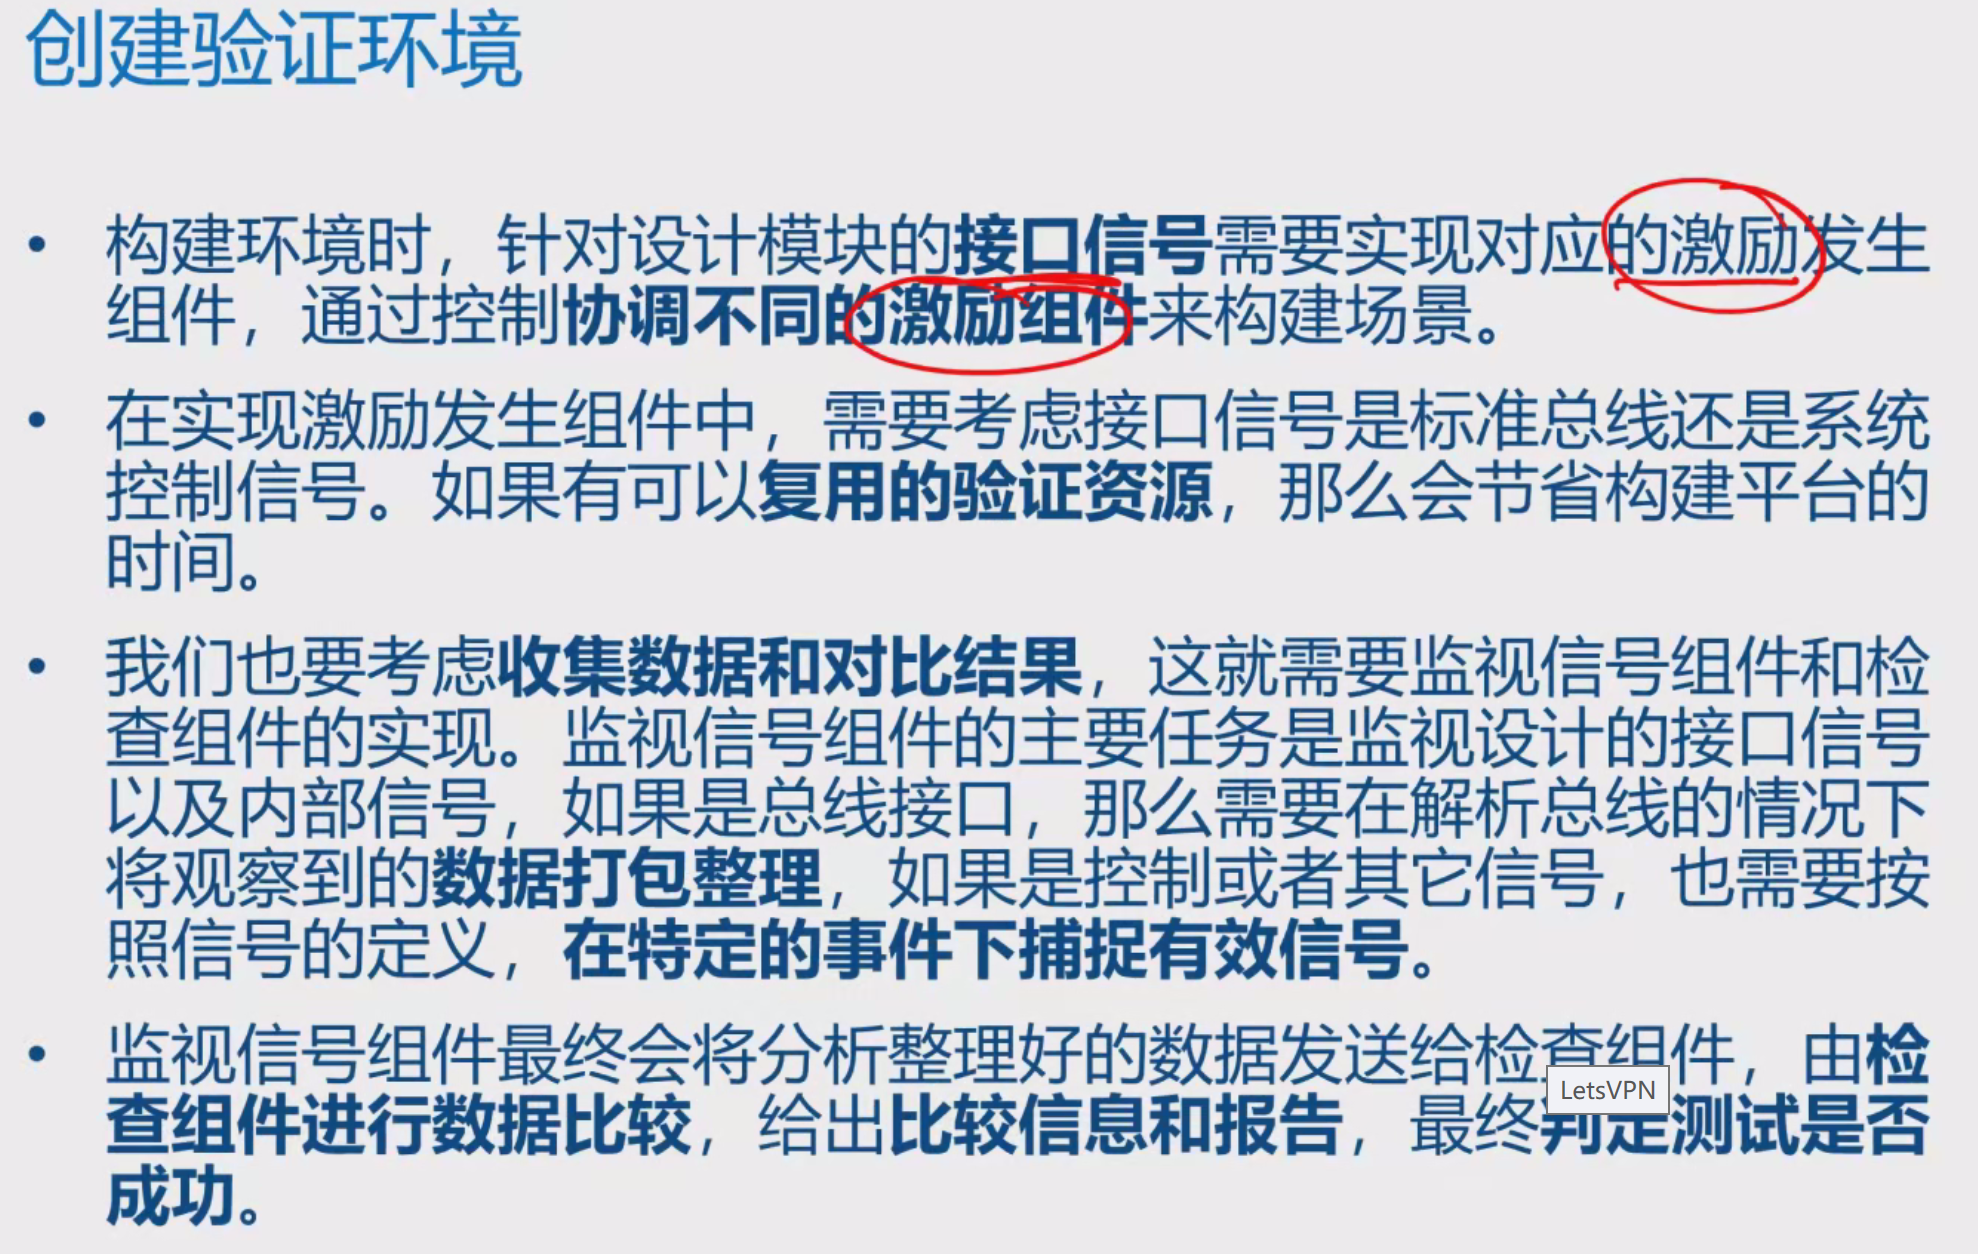 创建验证环境
• 构建环境时，针对设计模块的接口信号需要实现对应的激励发生
组件，通过控制协调不同的激励组件来构建场景。
• 在实现激励发生组件中，需要考虑接口信号是标准总线还是系统
控制信号。如果有可以复用的验证资源，那么会节省构建平台的
时间。
• 我们也要考虑收集数据和对比结果，这就需要监视信号组件和检
查组件的实现。监视信号组件的主要任务是监视设计的接口信号
以及内部信号，如果是总线接口，那么需要在解析总线的情况下
将观察到的数据打包整理，如果是控制或者其它信号，也需要按
照信号的定义，在特定的事件下捕捉有效信号。
• 监视信号组件最终会将分析整理好的数据发送给检查组件，由检
LetsVPN
查组件进行数据比较，给出比较信息和报告，最终判定测试是否
成功。